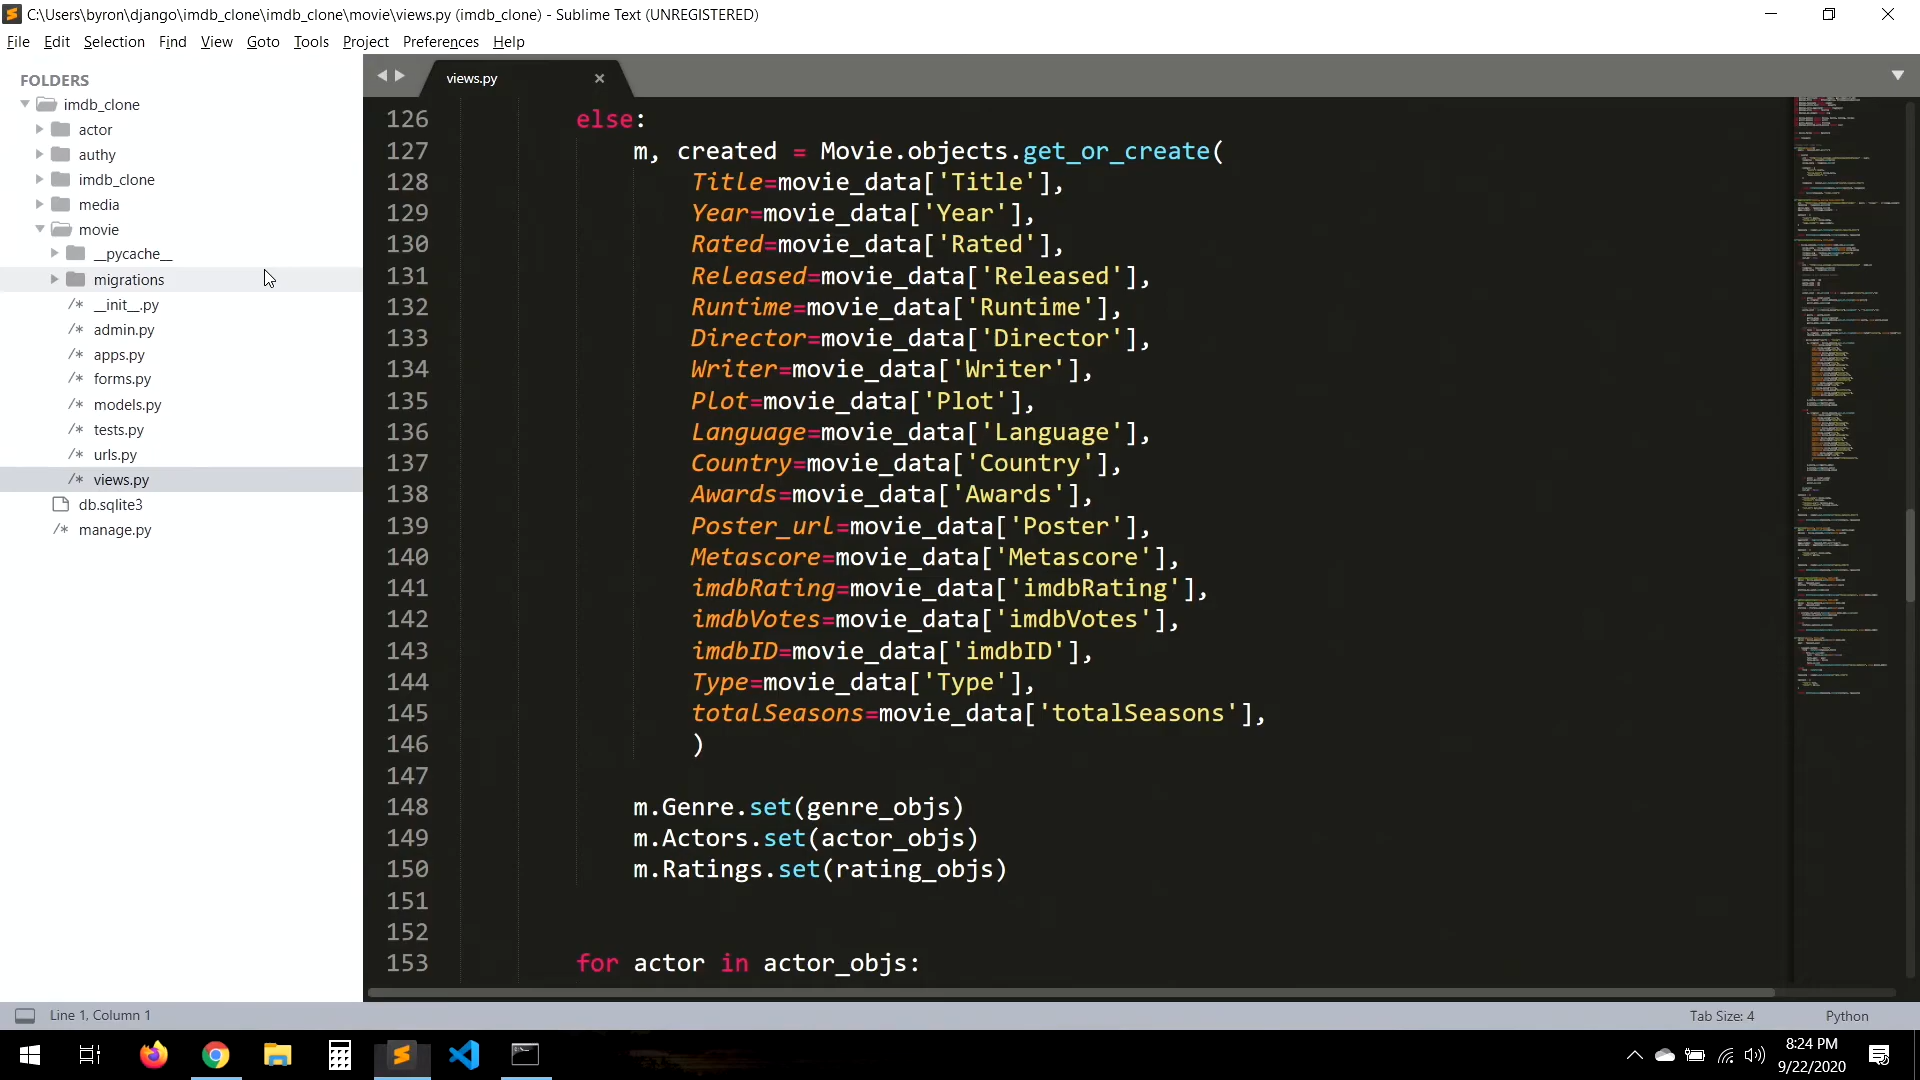 C:\Users\byron\django\imdb_clone\imdb_clone\movie\views.py (imdb_clone) - Sublime Text (UNREGISTERED)
File Edit Selection Find View Goto Tools Project Preferences Help
FOLDERS
imdb_clone
actor
authy
imdb_clone
media
movie
__pycache__
migrations
/* __init__.py
/* admin.py
/* apps.py
/* forms.py
/* models.py
/* tests.py
/* urls.py
/* views.py
db.sqlite3
/* manage.py
views.py
126 else:
127 m, created = Movie.objects.get_or_create(
128 Title=movie_data['Title'],
129 Year=movie_data['Year'],
130 Rated=movie_data['Rated'],
131 Released=movie_data['Released'],
132 Runtime=movie_data['Runtime'],
133 Director=movie_data['Director'],
134 Writer=movie_data['Writer'],
135 Plot=movie_data['Plot'],
136 Language=movie_data['Language'],
137 Country=movie_data['Country'],
138 Awards=movie_data['Awards'],
139 Poster_url=movie_data['Poster'],
140 Metascore=movie_data['Metascore'],
141 imdbRating=movie_data['imdbRating'],
142 imdbVotes=movie_data['imdbVotes'],
143 imdbID=movie_data['imdbID'],
144 Type=movie_data['Type'],
145 totalSeasons=movie_data['totalSeasons'],
146 )
147
148 m.Genre.set(genre_objs)
149 m.Actors.set(actor_objs)
150 m.Ratings.set(rating_objs)
151
152
153 for actor in actor_objs:
Line 1, Column 1
Tab Size: 4
Python
8:24 PM
9/22/2020